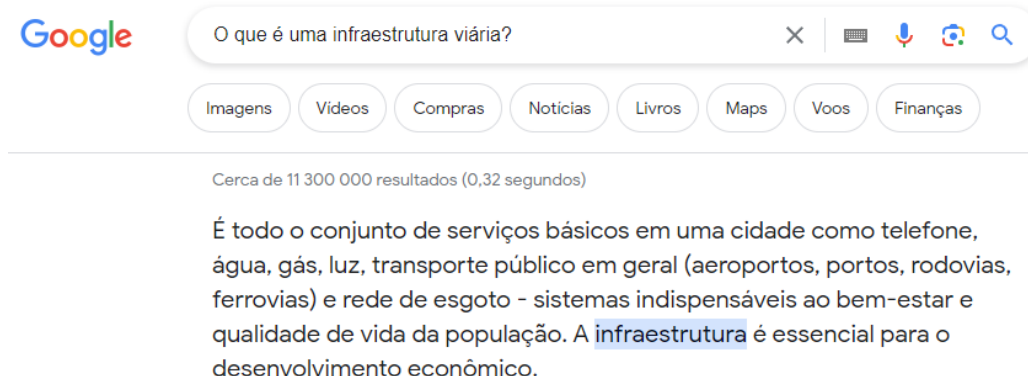 Google
O que é uma infraestrutura viária?
Imagens Vídeos Compras Notícias Livros Maps Voos Finanças
Cerca de 11 300 000 resultados (0,32 segundos)
É todo o conjunto de serviços básicos em uma cidade como telefone,
água, gás, luz, transporte público em geral (aeroportos, portos, rodovias,
ferrovias) e rede de esgoto - sistemas indispensáveis ao bem-estar e
qualidade de vida da população. A infraestrutura é essencial para o
desenvolvimento econômico.